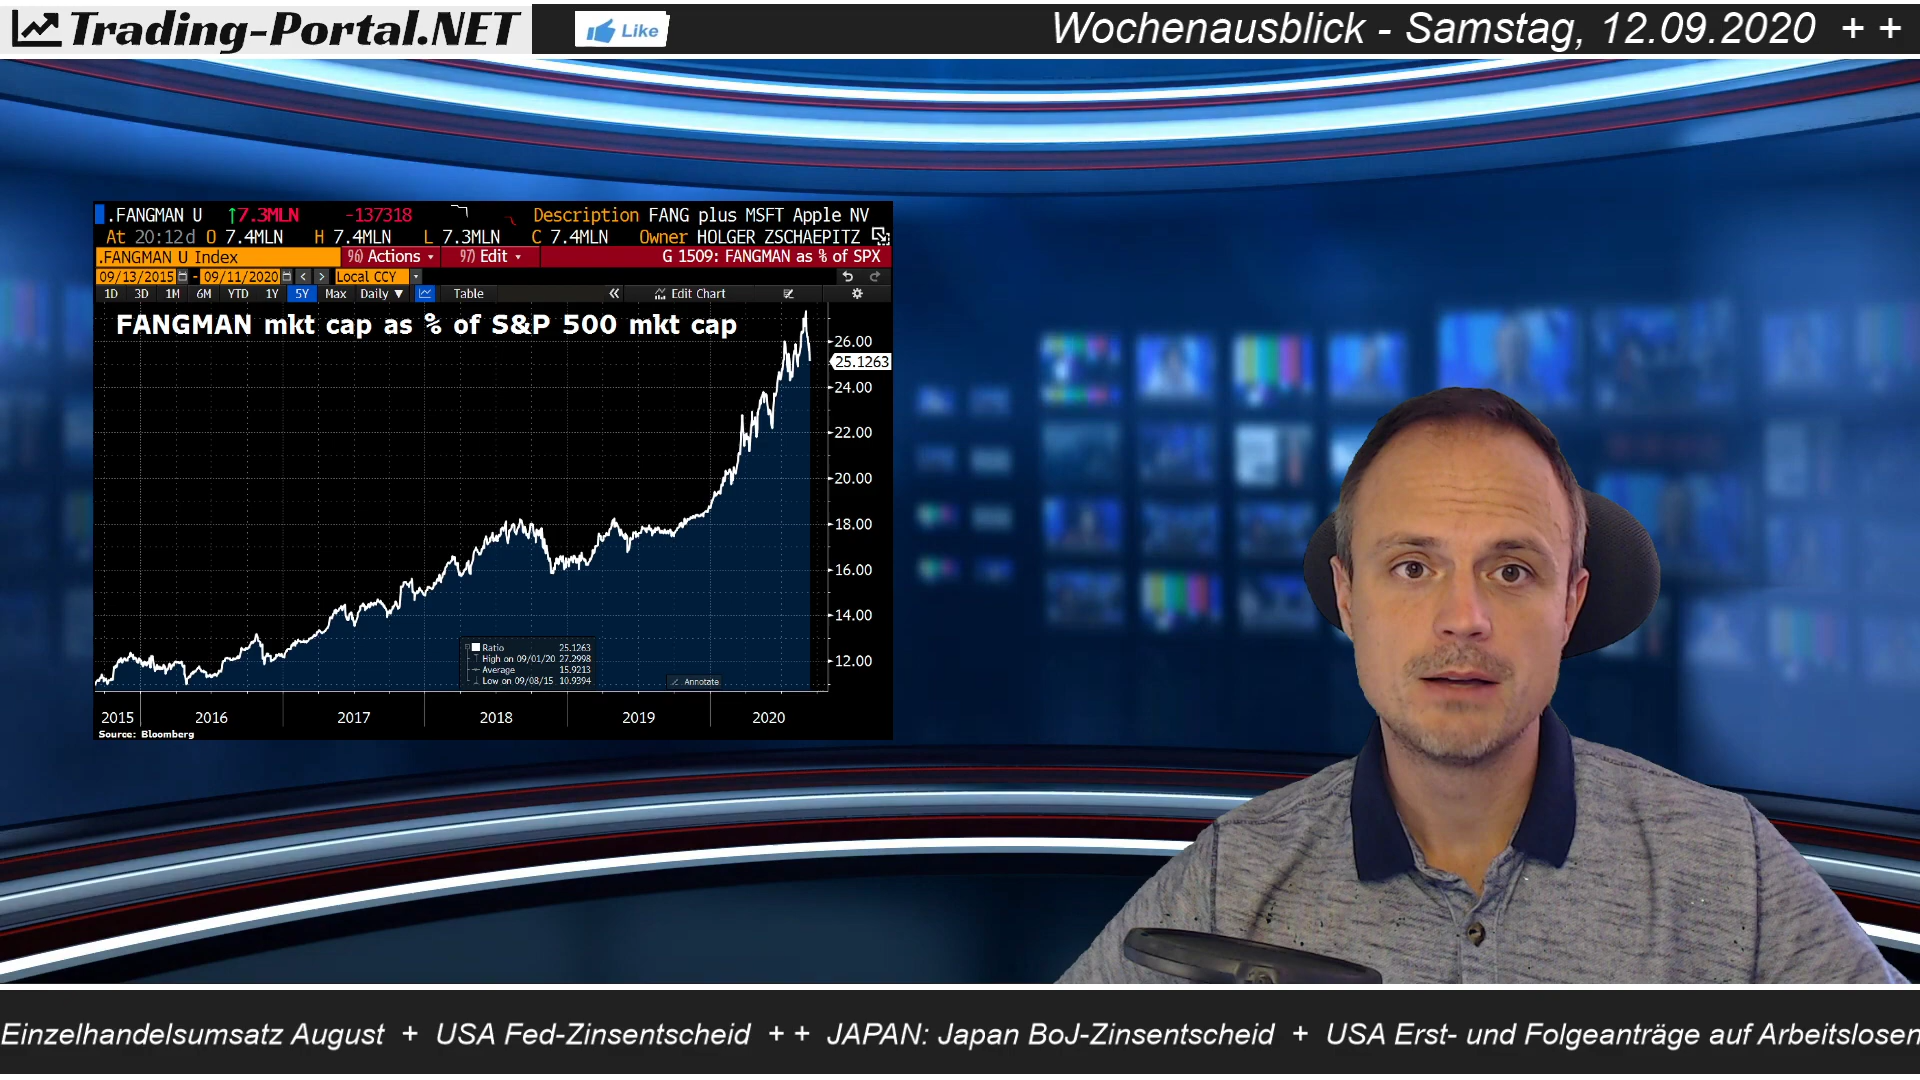 Trading-Portal.NET
Like
Wochenausblick - Samstag, 12.09.2020 + +
.FANGMAN U ↑7.3MLN -137318 Description FANG plus MSFT Apple NV
At 20:12d O 7.4MLN H 7.4MLN L 7.3MLN C 7.4MLN Owner HOLGER ZSCHAEPITZ
.FANGMAN U Index 96) Actions 97) Edit G 1509: FANGMAN as % of SPX
09/13/2015 - 09/11/2020 < > Local CCY
1D 3D 1M 6M YTD 1Y 5Y Max Daily ▼ Table « Edit Chart
FANGMAN mkt cap as % of S&P 500 mkt cap
26.00
25.1263
24.00
22.00
20.00
18.00
16.00
14.00
12.00
Ratio 25.1263
High on 09/01/20 27.2998
Average 15.9213
Low on 09/08/15 10.9394
Annotate
2015 2016 2017 2018 2019 2020
Source: Bloomberg
Einzelhandelsumsatz August + USA Fed-Zinsentscheid + + JAPAN: Japan BoJ-Zinsentscheid + USA Erst- und Folgeanträge auf Arbeitslosen